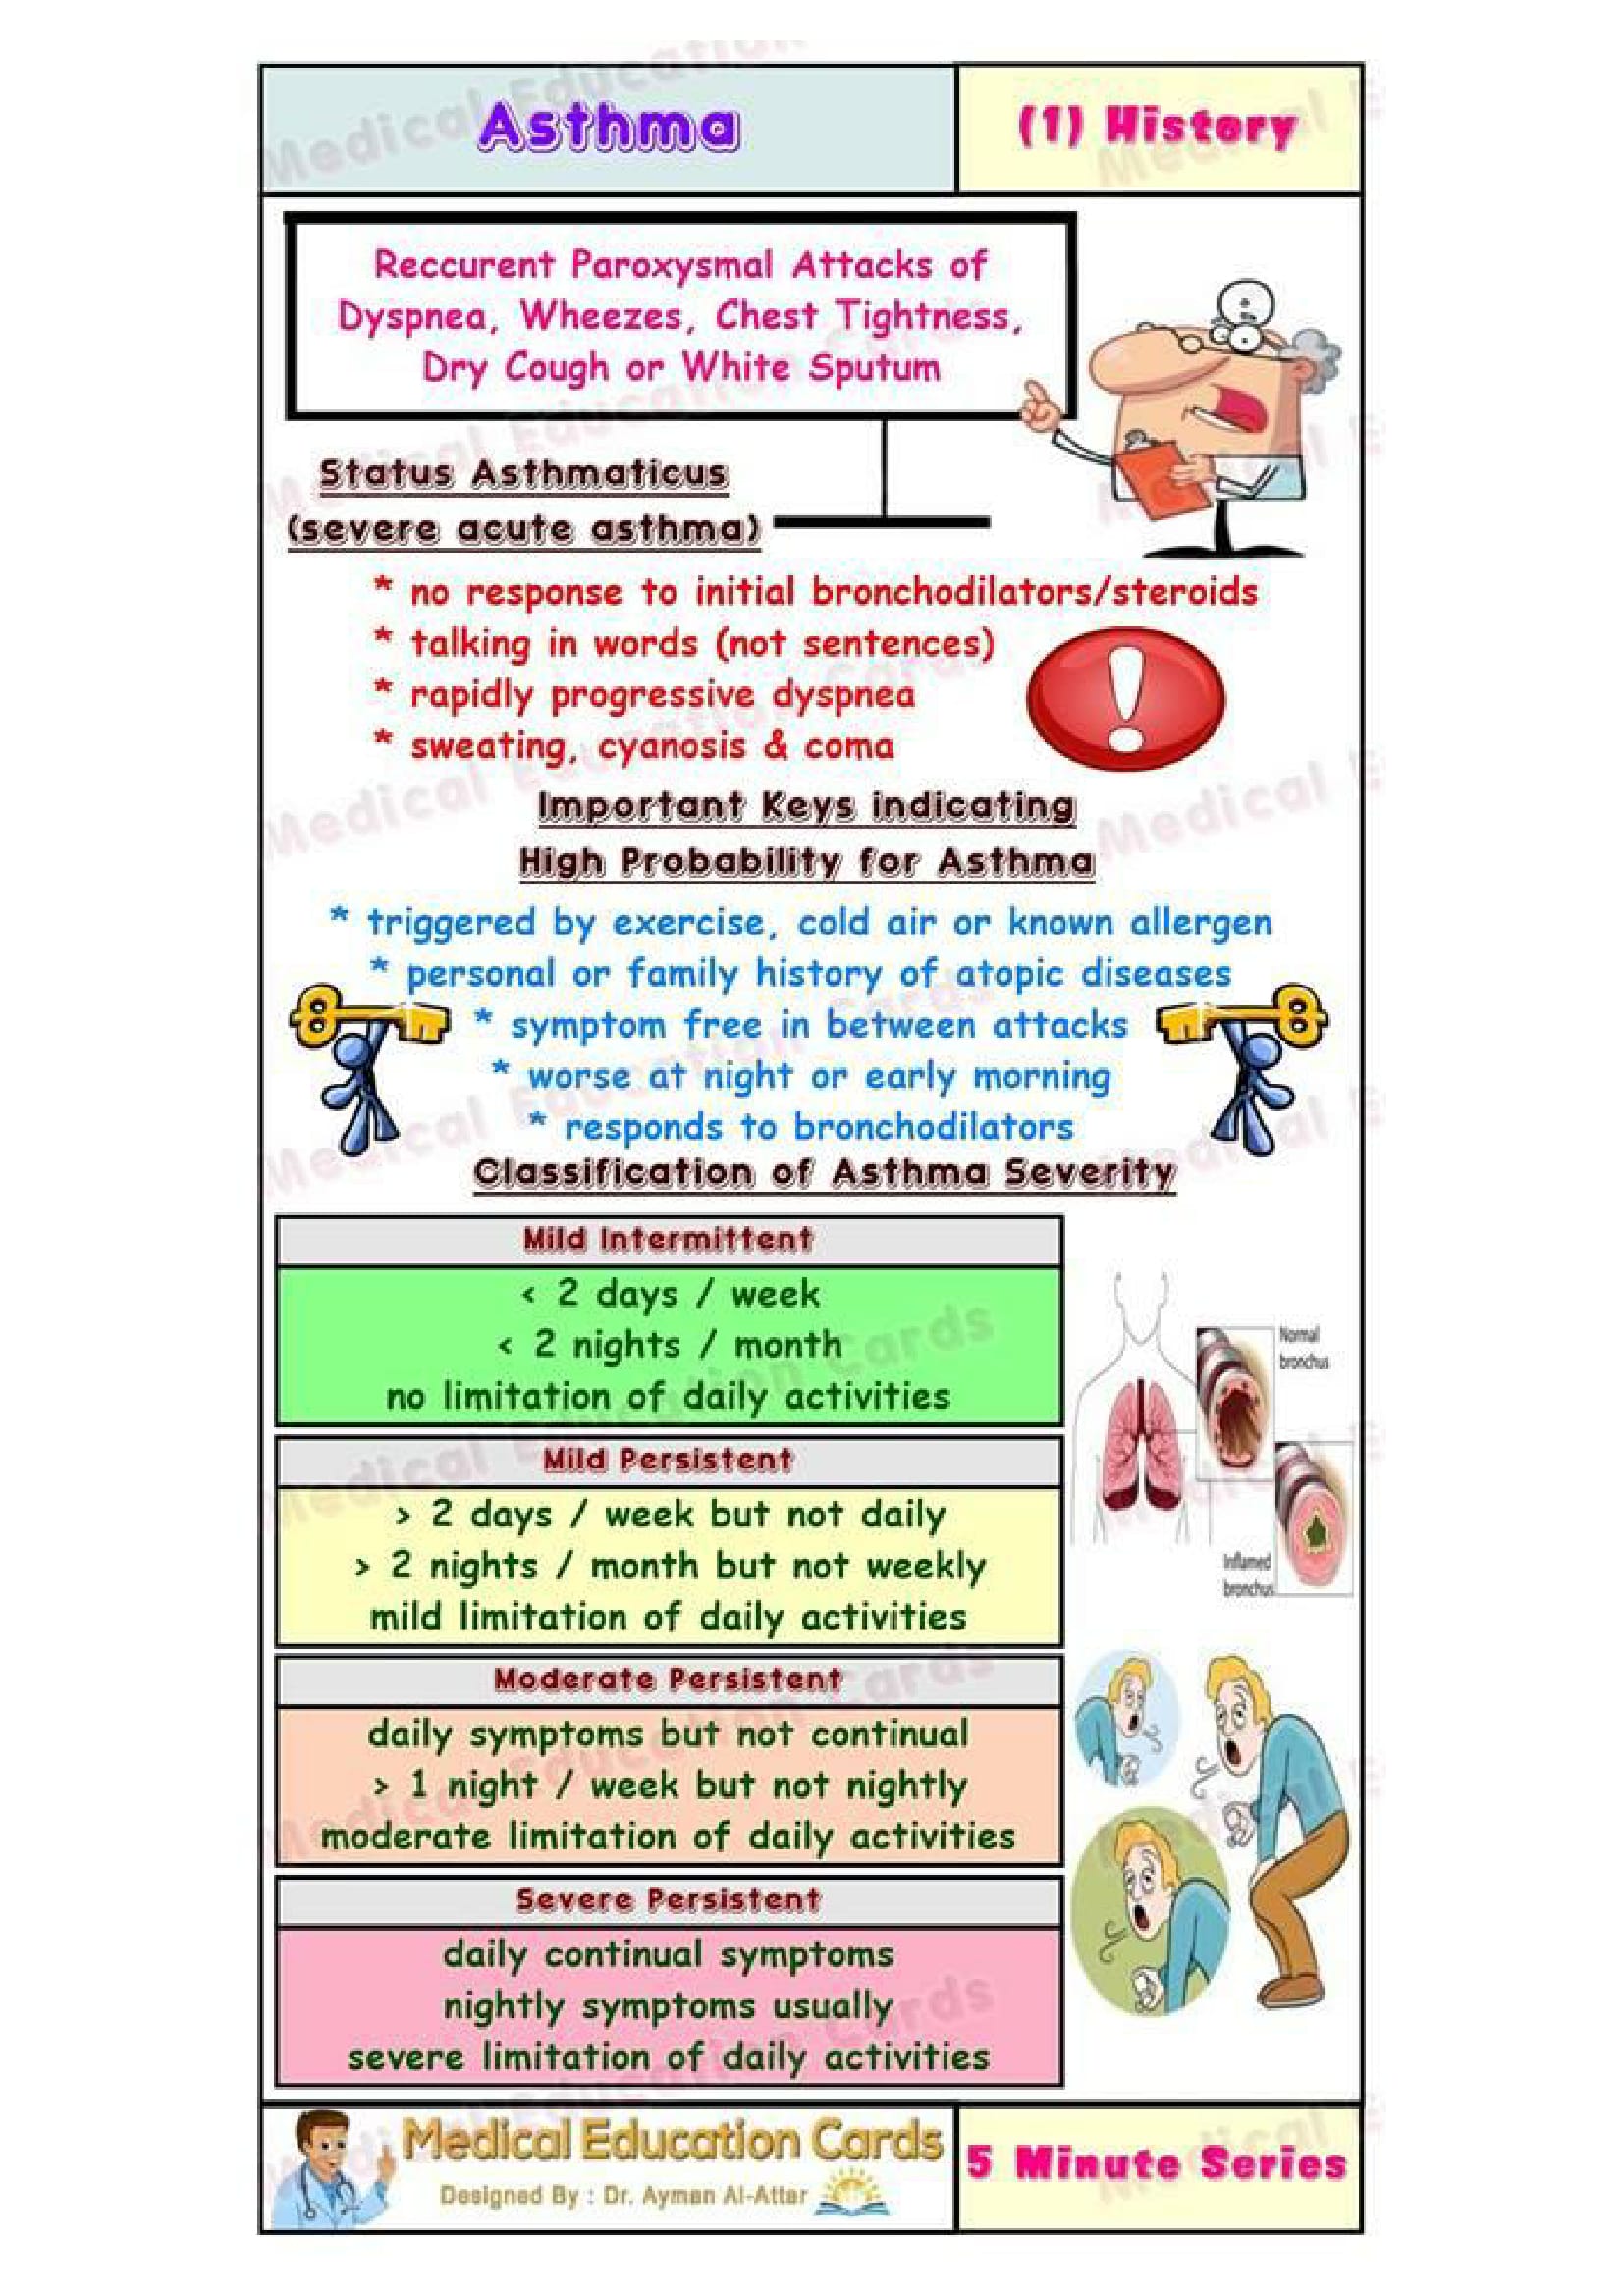 Asthma
(1) History
Reccurent Paroxysmal Attacks of
Dyspnea, Wheezes, Chest Tightness,
Dry Cough or White Sputum
Status Asthmaticus
(severe acute asthma)
* no response to initial bronchodilators/steroids
* talking in words (not sentences)
* rapidly progressive dyspnea
* sweating, cyanosis & coma
Important Keys indicating
High Probability for Asthma
* triggered by exercise, cold air or known allergen
* personal or family history of atopic diseases
* symptom free in between attacks
* worse at night or early morning
* responds to bronchodilators
Classification of Asthma Severity
Mild Intermittent
< 2 days / week
< 2 nights / month
no limitation of daily activities
Normal
bronchus
Mild Persistent
> 2 days / week but not daily
> 2 nights / month but not weekly
mild limitation of daily activities
Inflamed
bronchus
Moderate Persistent
daily symptoms but not continual
> 1 night / week but not nightly
moderate limitation of daily activities
Severe Persistent
daily continual symptoms
nightly symptoms usually
severe limitation of daily activities
Medical Education Cards
Designed By : Dr. Ayman Al-Attar
5 Minute Series